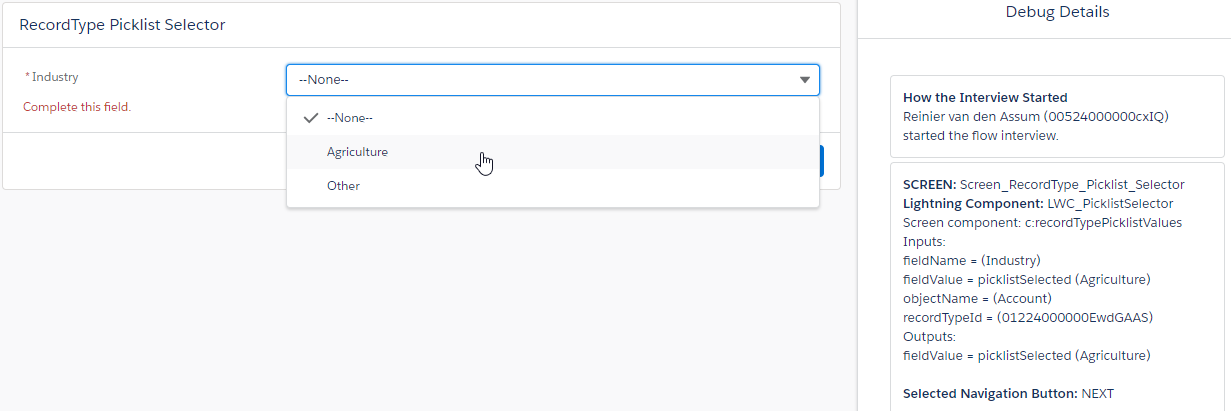 RecordType Picklist Selector
* Industry
--None--
Complete this field.
--None--
Agriculture
Other
Debug Details
How the Interview Started
Reinier van den Assum (00524000000cxIQ)
started the flow interview.
SCREEN: Screen_RecordType_Picklist_Selector
Lightning Component: LWC_PicklistSelector
Screen component: c:recordTypePicklistValues
Inputs:
fieldName = (Industry)
fieldValue = picklistSelected (Agriculture)
objectName = (Account)
recordTypeId = (01224000000EwdGAAS)
Outputs:
fieldValue = picklistSelected (Agriculture)
Selected Navigation Button: NEXT